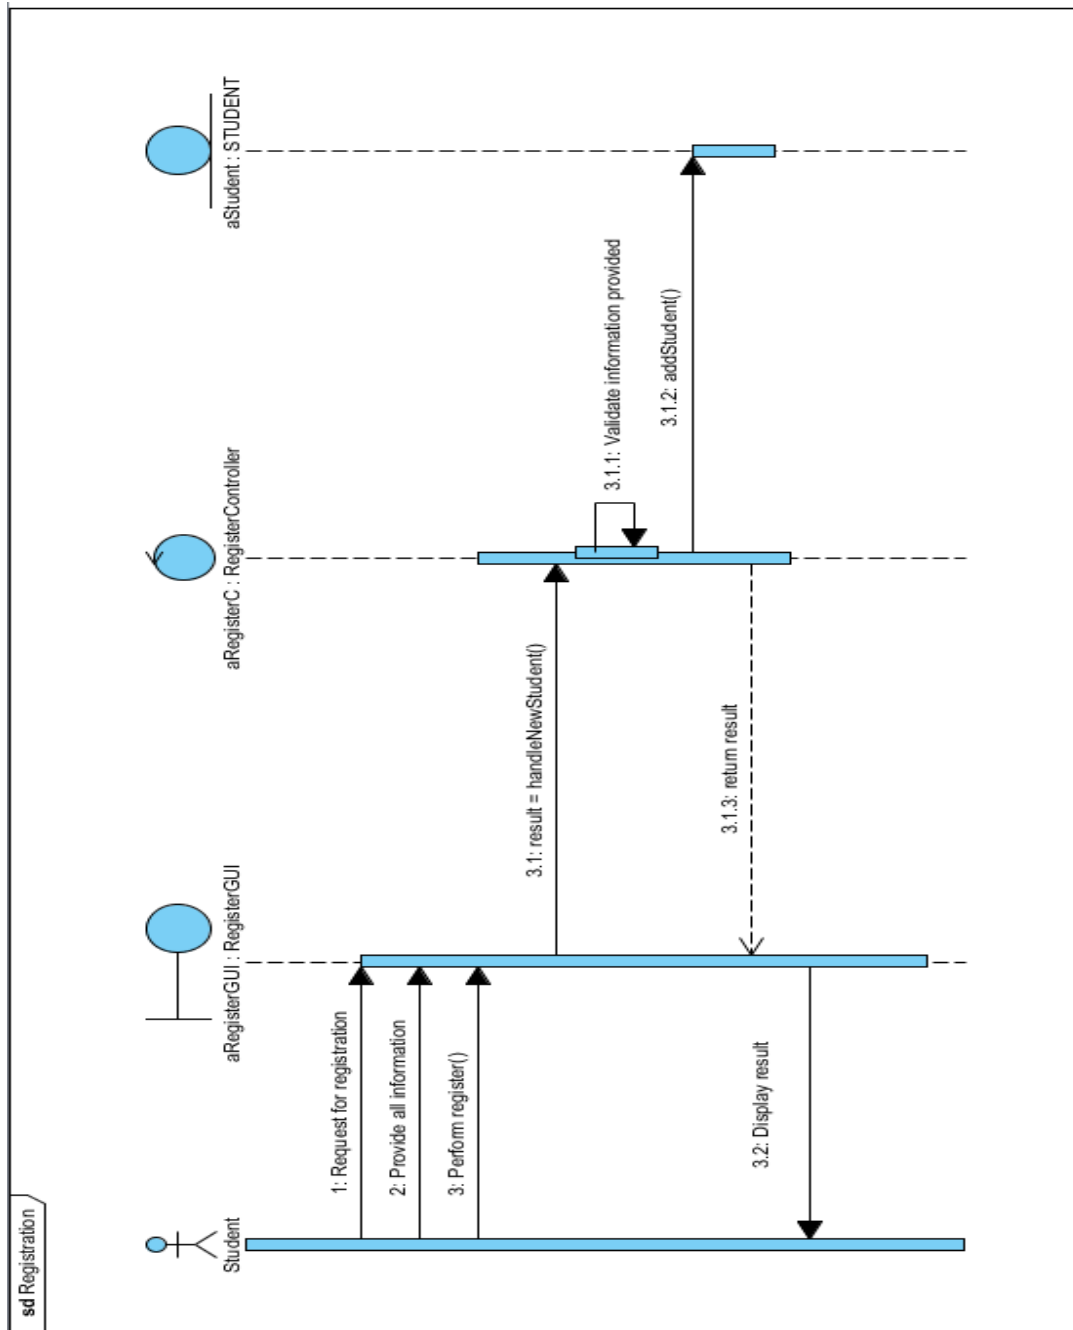 sd Registration
Student
aRegisterGUI : RegisterGUI
aRegisterC : RegisterController
aStudent : STUDENT
1: Request for registration
2: Provide all information
3: Perform register()
3.1: result = handleNewStudent()
3.1.1: Validate information provided
3.1.2: addStudent()
3.1.3: return result
3.2: Display result